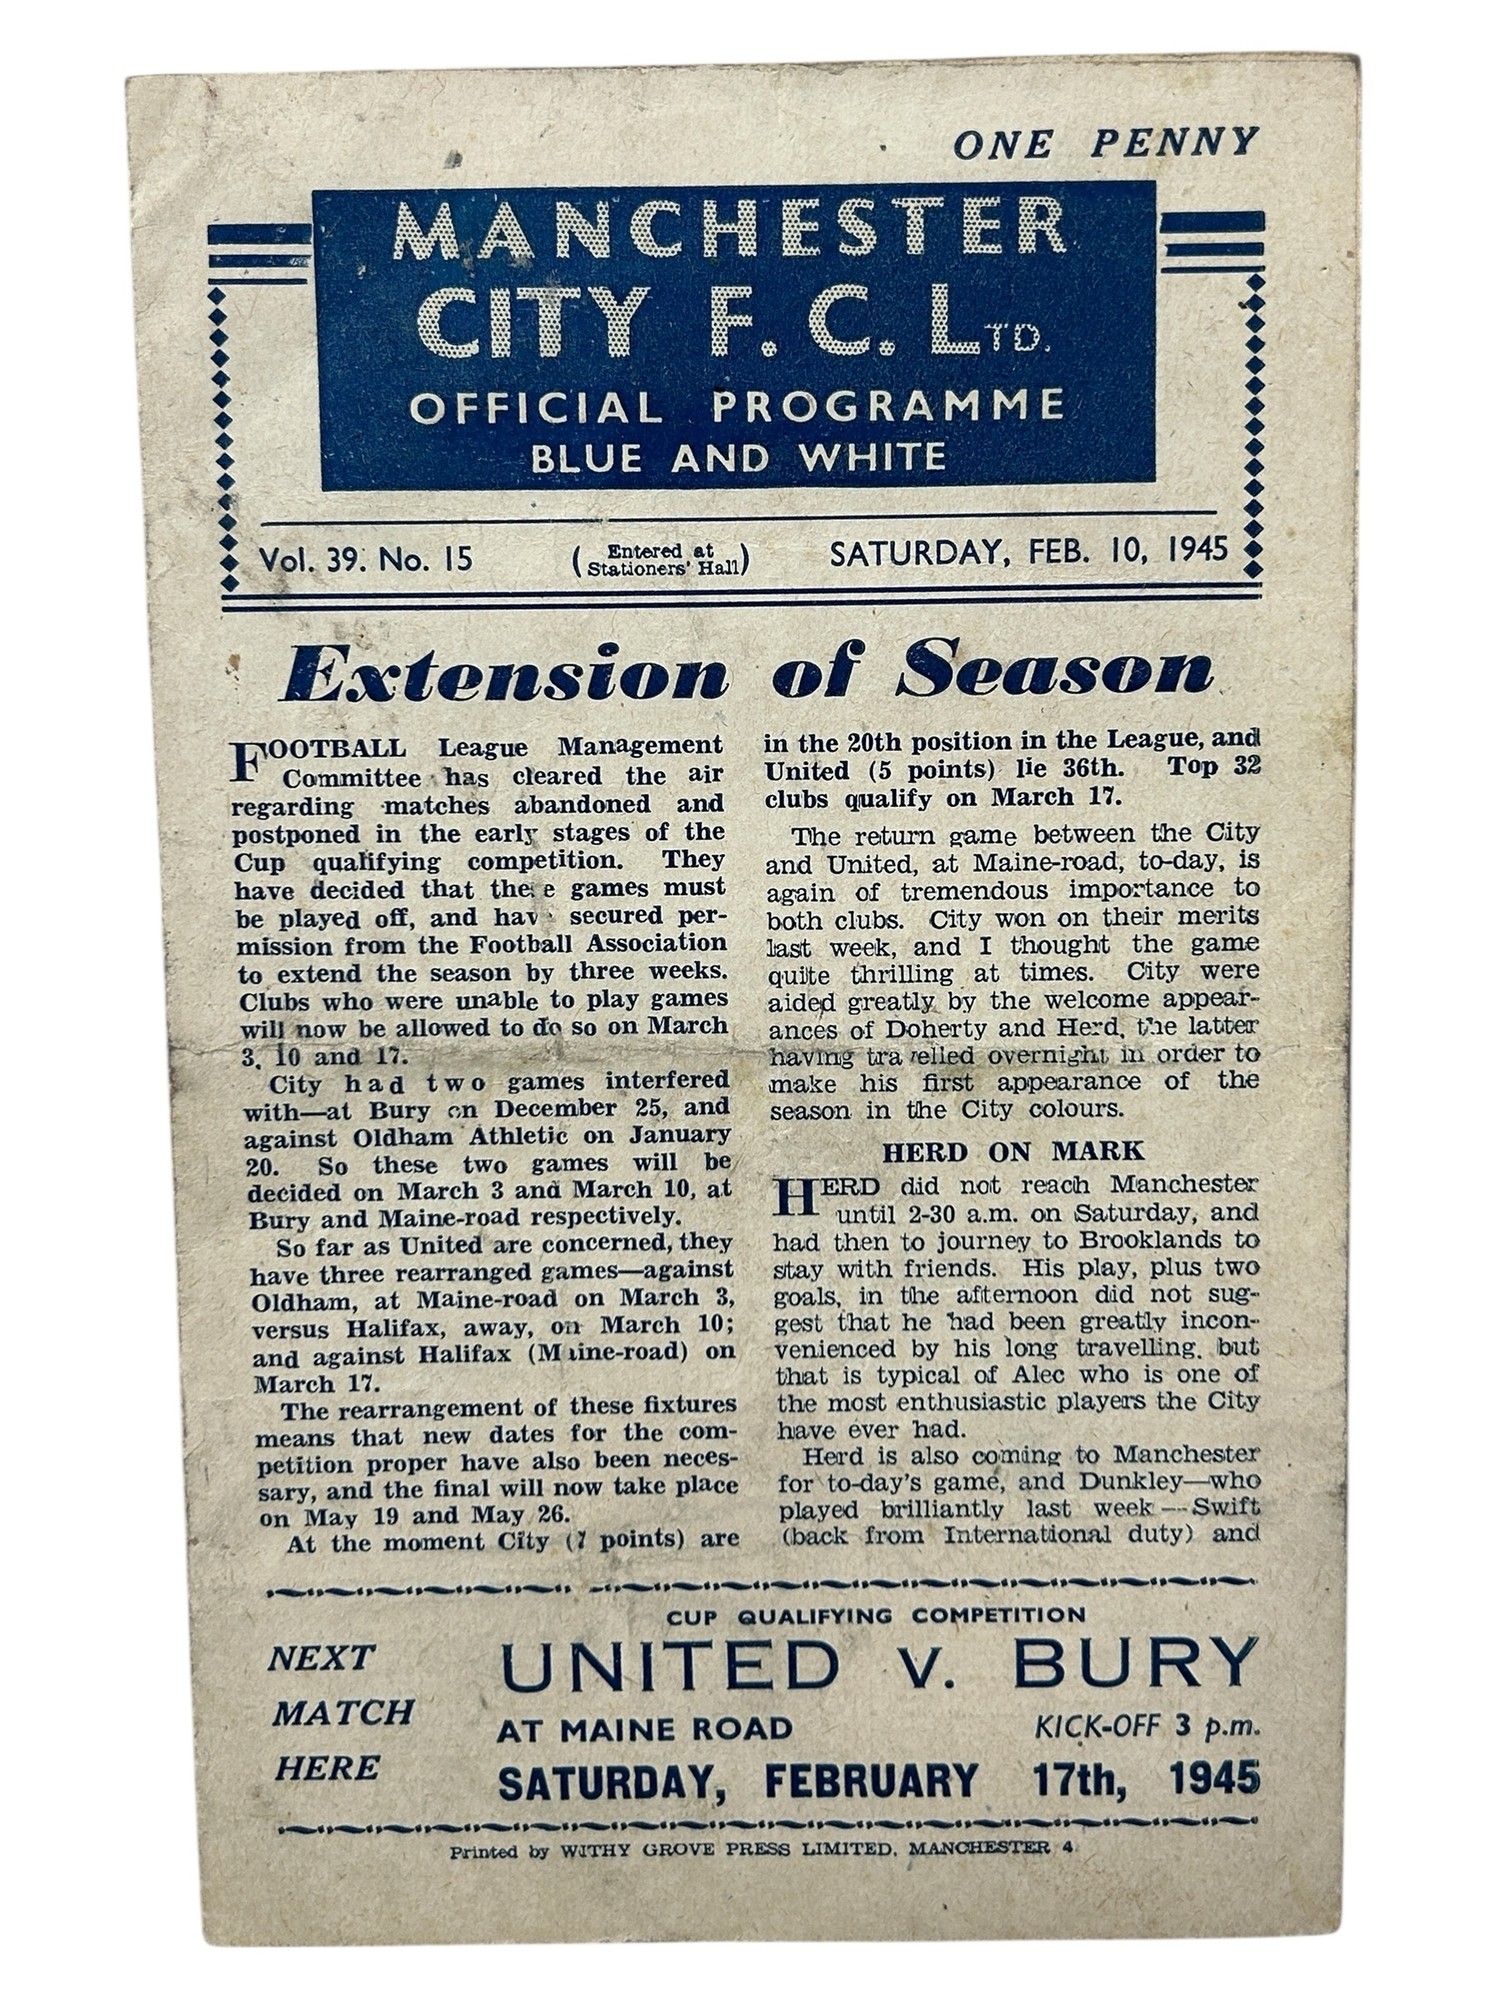 ONE PENNY
MANCHESTER
CITY F. C. LTD.
OFFICIAL PROGRAMME
BLUE AND WHITE
Vol. 39. No. 15
(Entered at
Stationers' Hall)
SATURDAY, FEB. 10, 1945
Extension of Season
FOOTBALL League Management
Committee has cleared the air
regarding matches abandoned and
postponed in the early stages of the
Cup qualifying competition. They
have decided that the e games must
be played off, and hav secured per-
mission from the Football Association
to extend the season by three weeks.
Clubs who were unable to play games
will now be allowed to do so on March
3, 10 and 17.
City had two games interfered
with—at Bury on December 25, and
against Oldham Athletic on January
20. So these two games will be
decided on March 3 and March 10, at
Bury and Maine-road respectively.
So far as United are concerned, they
have three rearranged games—against
Oldham, at Maine-road on March 3,
versus Halifax, away, on March 10;
and against Halifax (Maine-road) on
March 17.
The rearrangement of these fixtures
means that new dates for the com-
petition proper have also been neces-
sary, and the final will now take place
on May 19 and May 26.
At the moment City (7 points) are
in the 20th position in the League, and
United (5 points) lie 36th. Top 32
clubs qualify on March 17.
The return game between the City
and United, at Maine-road, to-day, is
again of tremendous importance to
both clubs. City won on their merits
last week, and I thought the game
quite thrilling at times. City were
aided greatly by the welcome appear-
ances of Doherty and Herd, the latter
having travelled overnight in order to
make his first appearance of the
season in the City colours.
HERD ON MARK
HERD did not reach Manchester
until 2-30 a.m. on Saturday, and
had then to journey to Brooklands to
stay with friends. His play, plus two
goals, in the afternoon did not sug-
gest that he had been greatly incon-
venienced by his long travelling, but
that is typical of Alec who is one of
the most enthusiastic players the City
have ever had.
Herd is also coming to Manchester
for to-day's game, and Dunkley—who
played brilliantly last week—Swift
(back from International duty) and
NEXT
MATCH
HERE
CUP QUALIFYING COMPETITION
UNITED v. BURY
AT MAINE ROAD KICK-OFF 3 p.m.
SATURDAY, FEBRUARY 17th, 1945
Printed by WITHY GROVE PRESS LIMITED, MANCHESTER 4